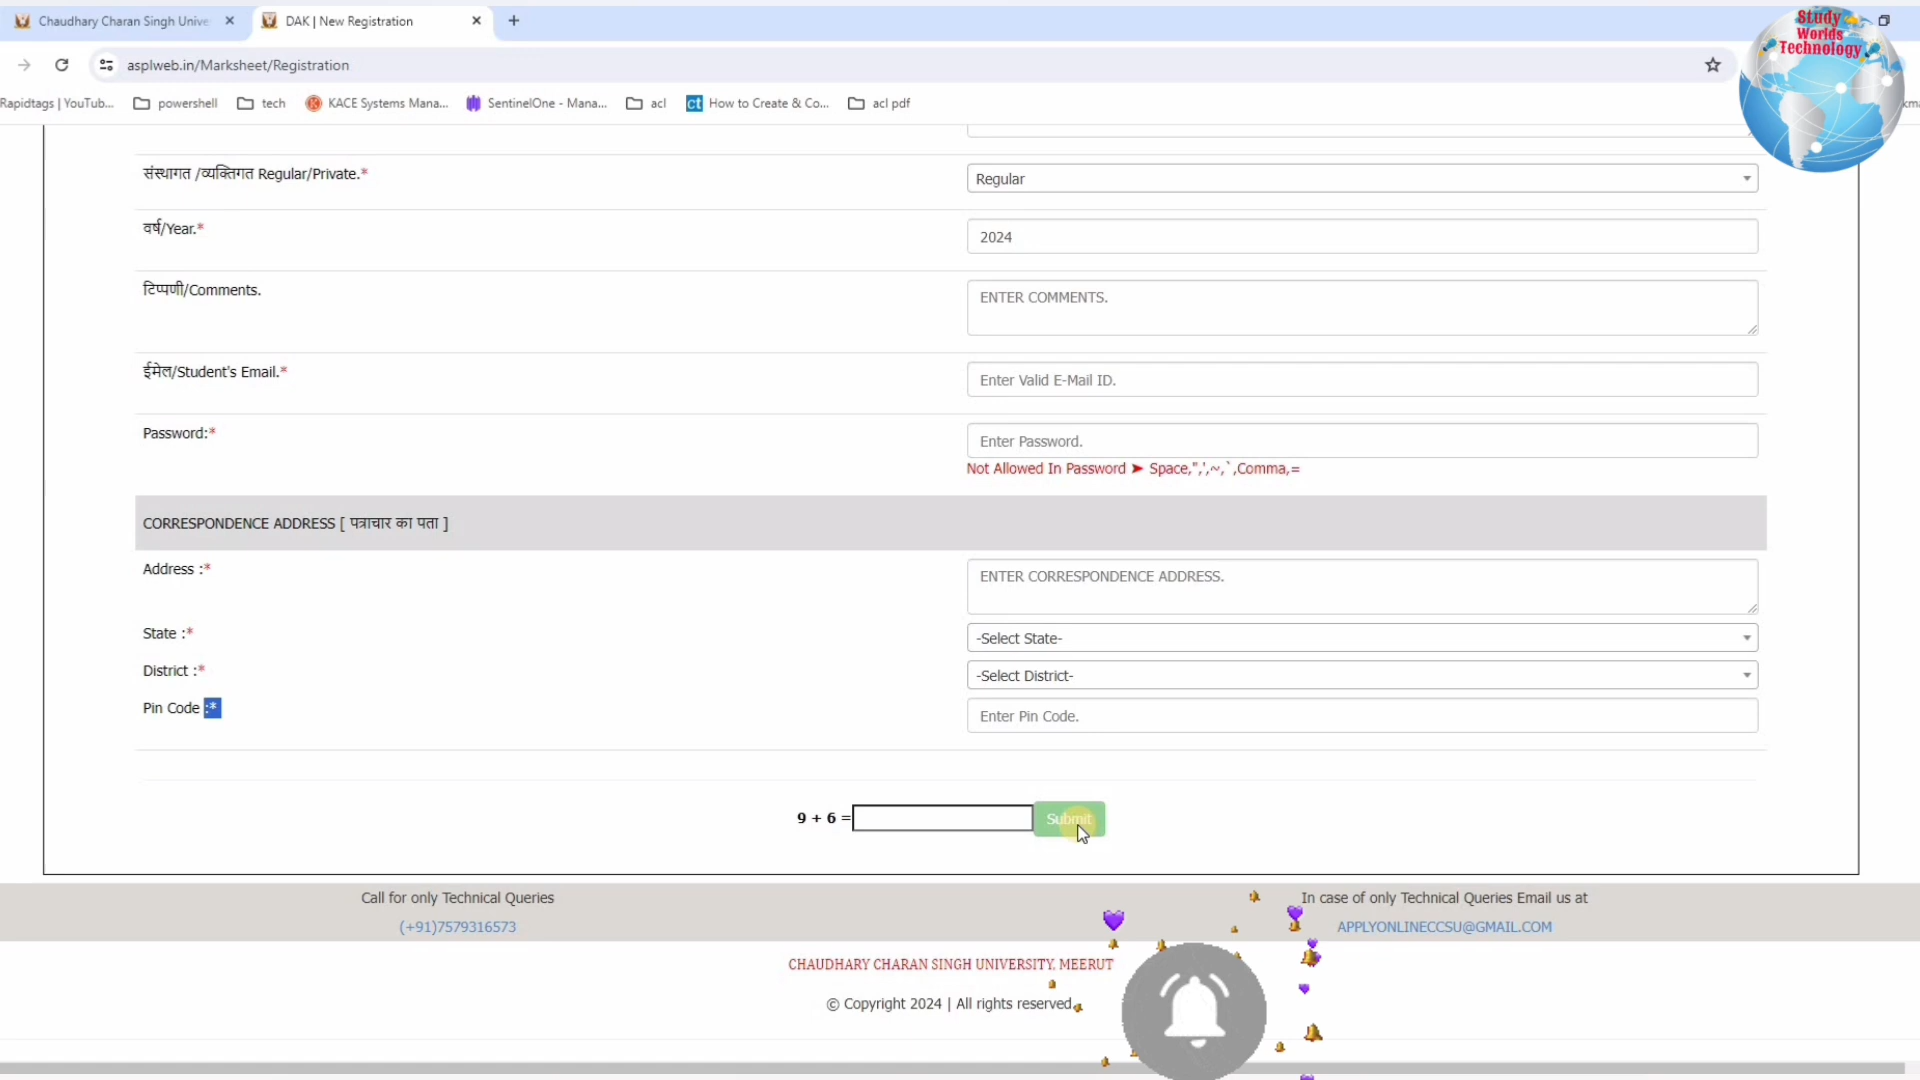 Chaudhary Charan Singh Unive
DAK | New Registration
Study
Worlds
Technology
asplweb.in/Marksheet/Registration
Rapidtags | YouTub...
powershell
tech
KACE Systems Mana...
SentinelOne - Mana...
acl
ct
How to Create & Co...
acl pdf
संस्थागत /व्यक्तिगत Regular/Private.*
Regular
वर्ष/Year.*
2024
टिप्पणी/Comments.
ENTER COMMENTS.
ईमेल/Student's Email.*
Enter Valid E-Mail ID.
Password:*
Enter Password.
Not Allowed In Password ➤ Space,",',~,`,Comma,=
CORRESPONDENCE ADDRESS [ पत्राचार का पता ]
Address :*
ENTER CORRESPONDENCE ADDRESS.
State :*
-Select State-
District :*
-Select District-
Pin Code :*
Enter Pin Code.
9 + 6 =
Submit
Call for only Technical Queries
In case of only Technical Queries Email us at
(+91)7579316573
APPLYONLINECCSU@GMAIL.COM
CHAUDHARY CHARAN SINGH UNIVERSITY, MEERUT
© Copyright 2024 | All rights reserved.